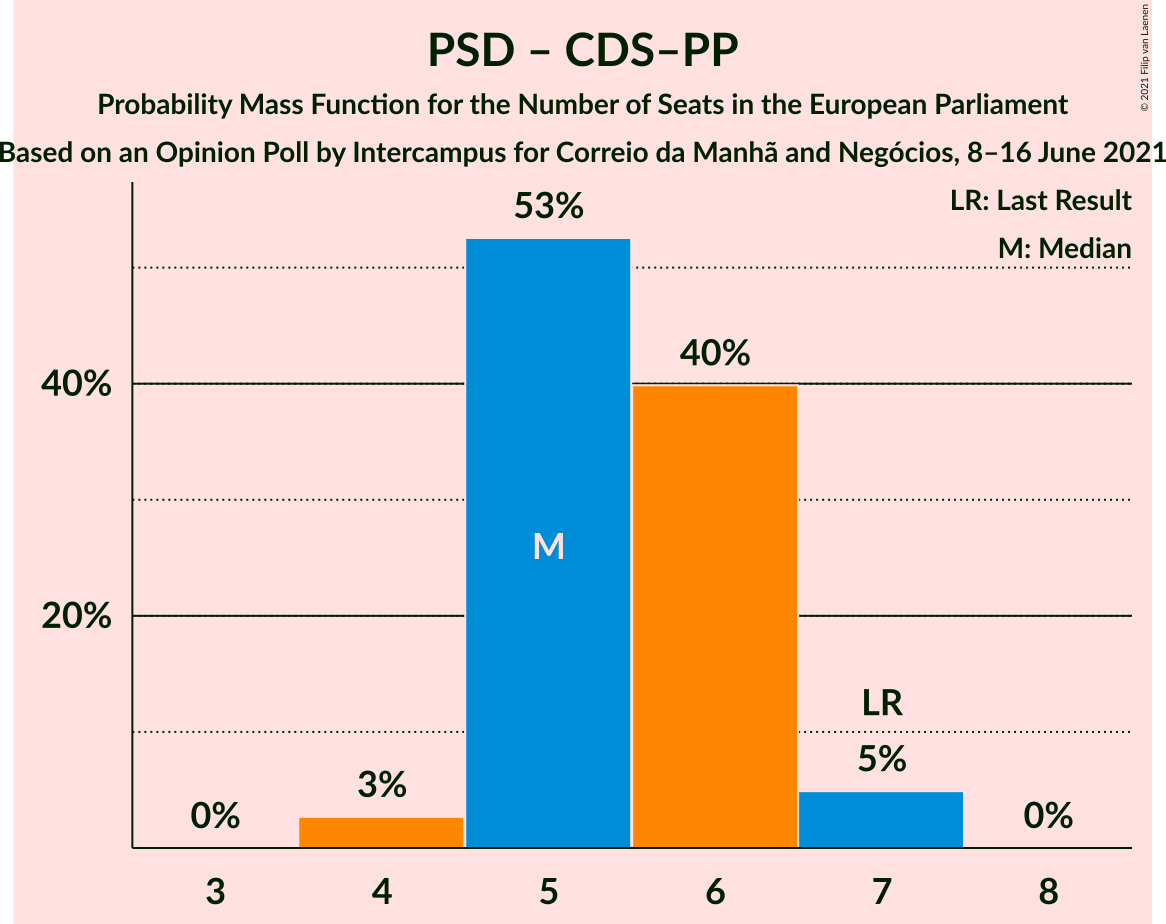 PSD – CDS–PP
Probability Mass Function for the Number of Seats in the European Parliament
Based on an Opinion Poll by Intercampus for Correio da Manhã and Negócios, 8–16 June 2021
© 2021 Filip van Laenen
LR: Last Result
M: Median
53%
40%
40%
M
20%
LR
5%
3%
0%
0%
3 4 5 6 7 8